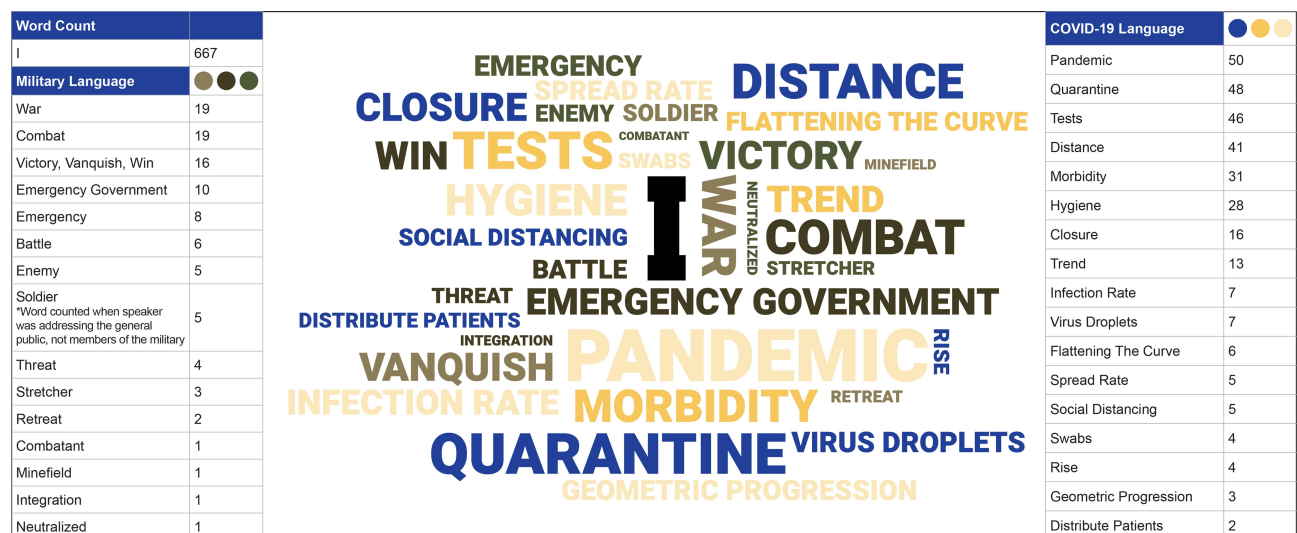 Word Count
I 667
Military Language
War 19
Combat 19
Victory, Vanquish, Win 16
Emergency Government 10
Emergency 8
Battle 6
Enemy 5
Soldier
*Word counted when speaker
was addressing the general
public, not members of the military 5
Threat 4
Stretcher 3
Retreat 2
Combatant 1
Minefield 1
Integration 1
Neutralized 1
EMERGENCY
SPREAD RATE
DISTANCE
CLOSURE
ENEMY
SOLDIER
FLATTENING THE CURVE
WIN
TESTS
COMBATANT
SWABS
VICTORY
MINEFIELD
HYGIENE
I
WAR
NEUTRALIZED
TREND
SOCIAL DISTANCING
COMBAT
BATTLE
STRETCHER
THREAT
EMERGENCY GOVERNMENT
DISTRIBUTE PATIENTS
INTEGRATION
VANQUISH
PANDEMIC
RISE
INFECTION RATE
MORBIDITY
RETREAT
QUARANTINE
VIRUS DROPLETS
GEOMETRIC PROGRESSION
COVID-19 Language
Pandemic 50
Quarantine 48
Tests 46
Distance 41
Morbidity 31
Hygiene 28
Closure 16
Trend 13
Infection Rate 7
Virus Droplets 7
Flattening The Curve 6
Spread Rate 5
Social Distancing 5
Swabs 4
Rise 4
Geometric Progression 3
Distribute Patients 2